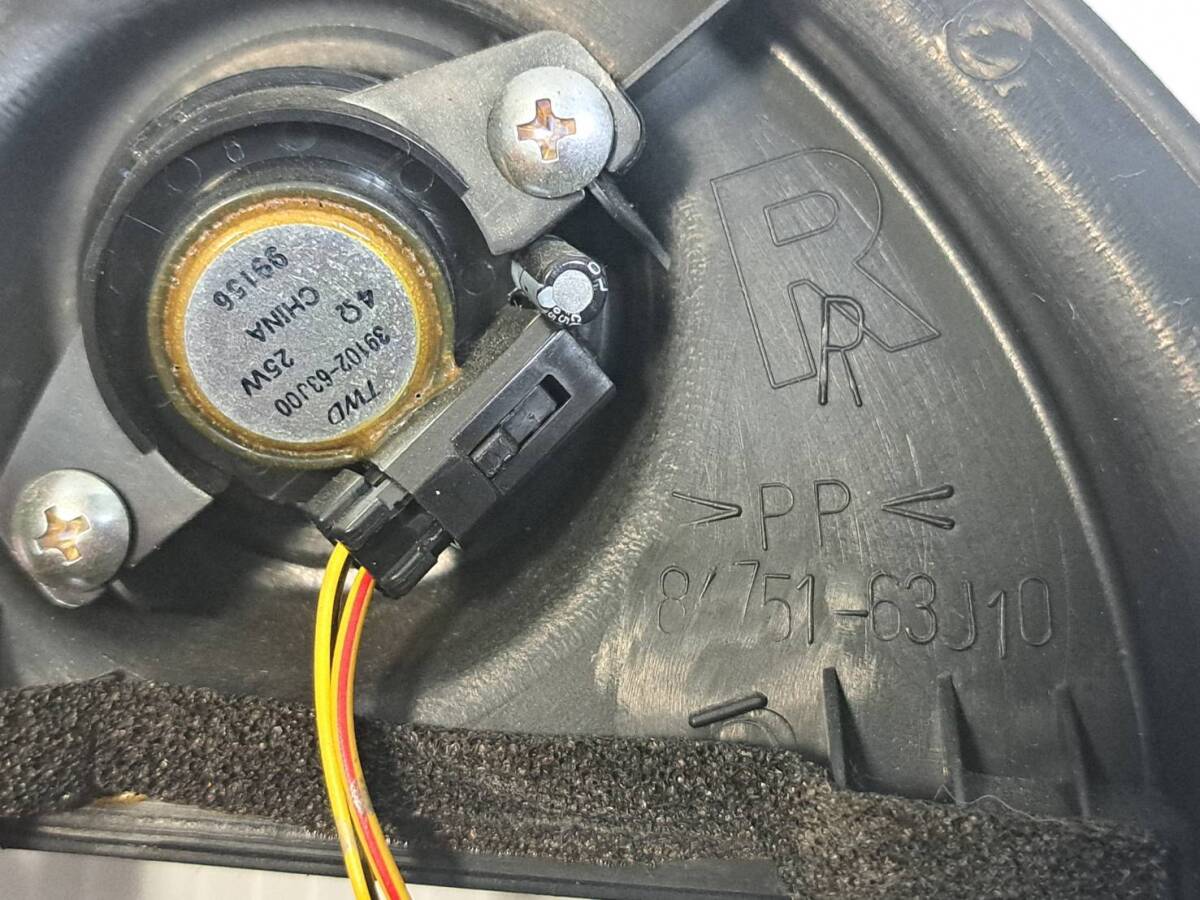 TWD
39102-63J00
4Ω 25W
CHINA
99156
R
R
>PP<
84751-63J10